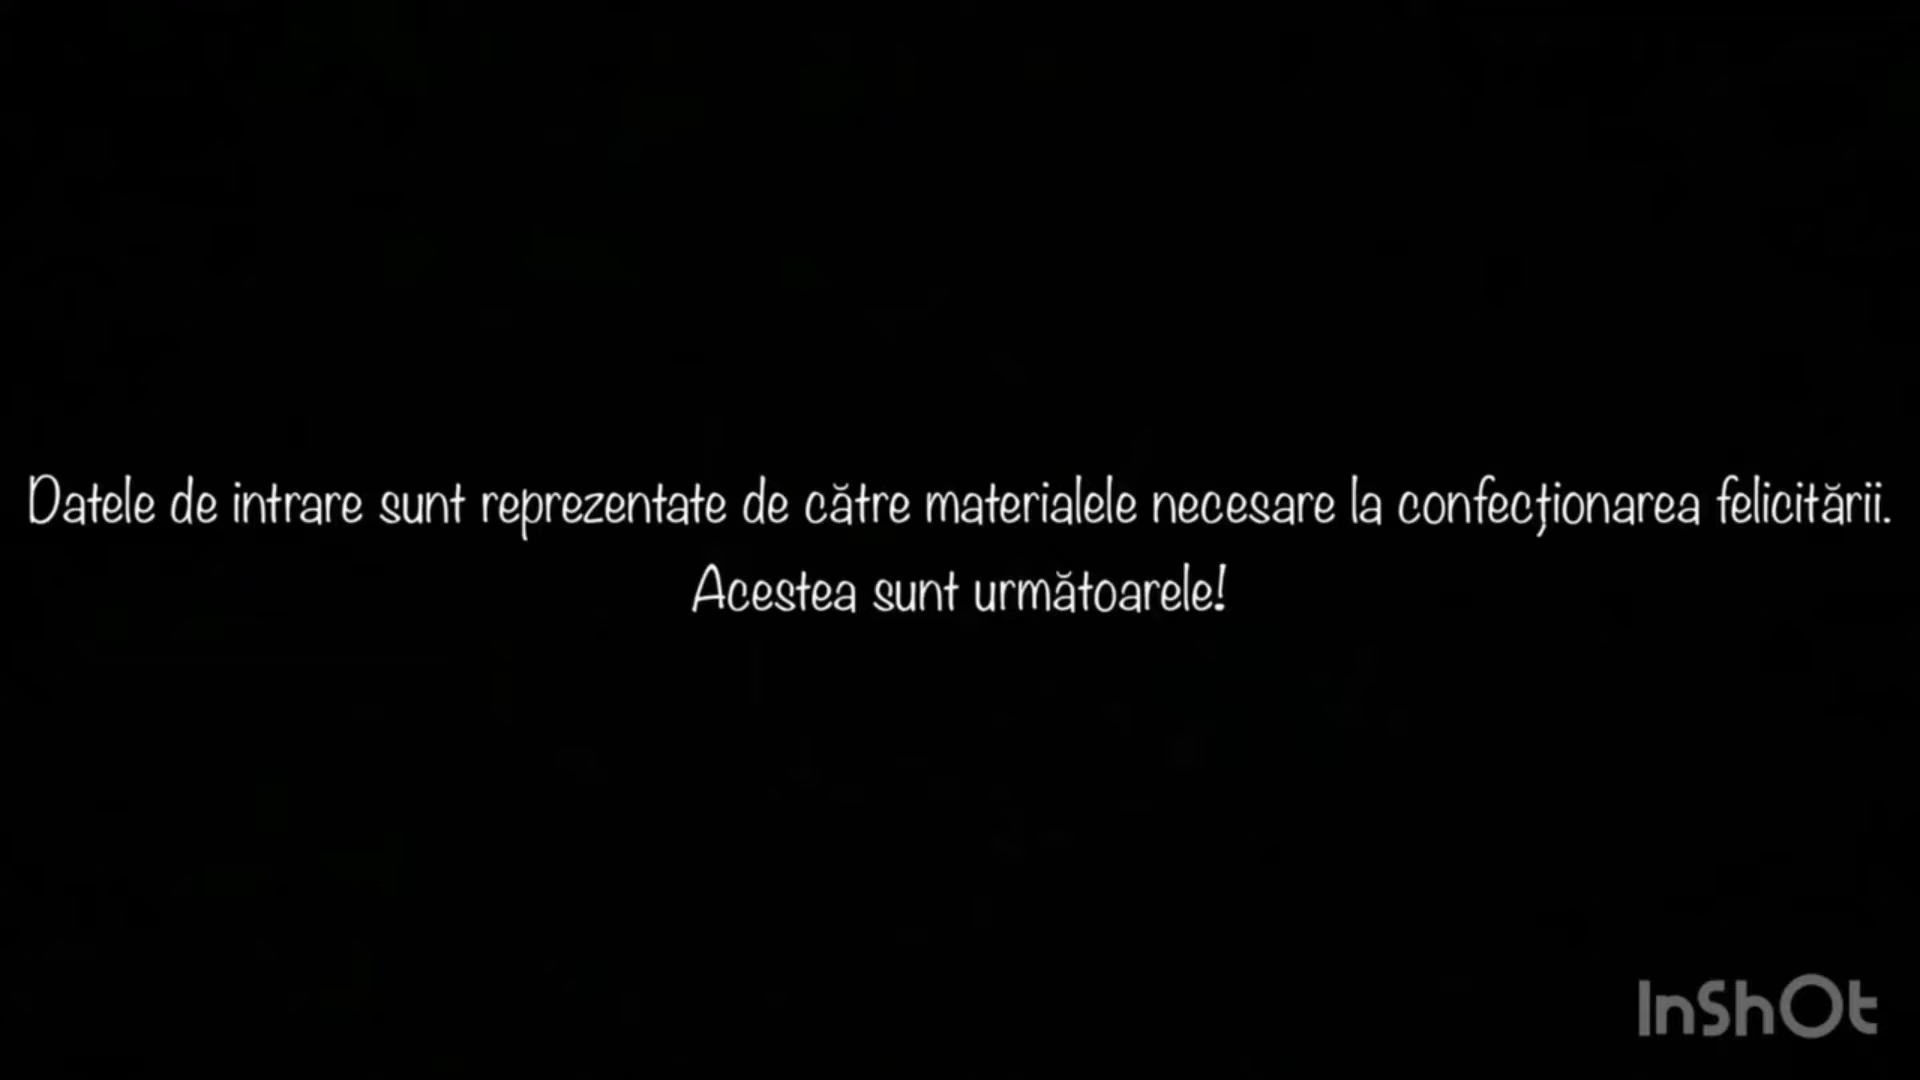 Datele de intrare sunt reprezentate de către materialele necesare la confecționarea felicitării.
Acestea sunt următoarele!
InShOt